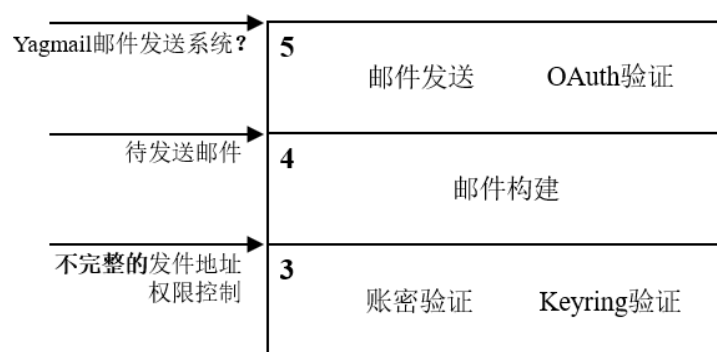 Yagmail邮件发送系统?
5
邮件发送 OAuth验证
待发送邮件
4
邮件构建
不完整的发件地址
权限控制
3
账密验证 Keyring验证